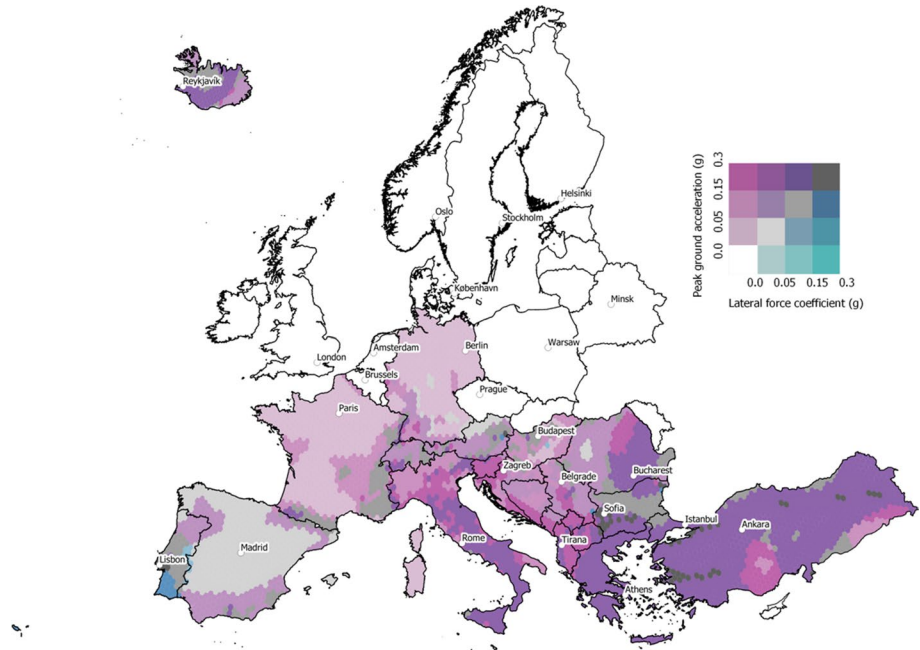 Reykjavík
Helsinki
Oslo
Stockholm
København
Minsk
London
Amsterdam
Berlin
Warsaw
Brussels
Prague
Paris
Budapest
Zagreb
Belgrade
Bucharest
Sofia
Istanbul
Ankara
Rome
Tirana
Madrid
Lisbon
Athens
Peak ground acceleration (g)
0.0 0.05 0.15 0.3
0.0 0.05 0.15 0.3
Lateral force coefficient (g)